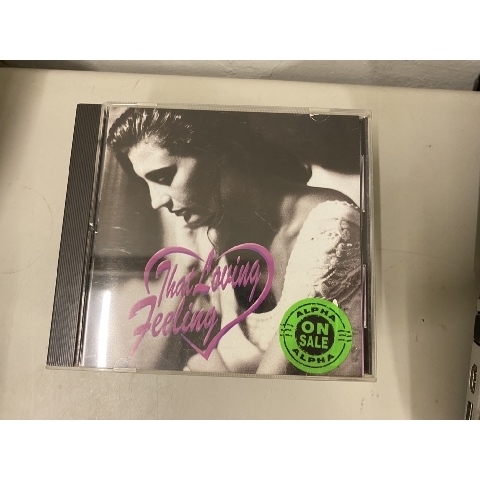 That Loving
Feeling
ALPHA
ON
SALE
ALPHA